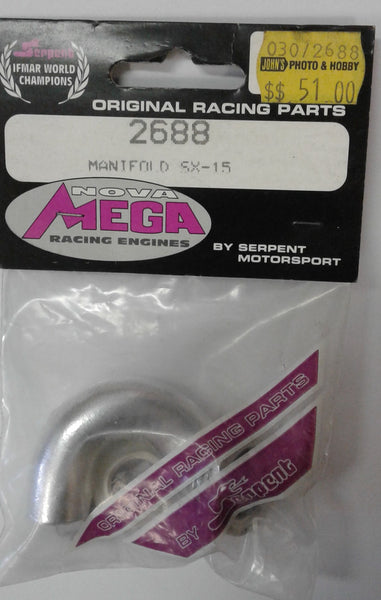 Serpent
IFMAR WORLD
CHAMPIONS
030/2688
JOHN'S PHOTO & HOBBY
$$ 51.00
ORIGINAL RACING PARTS
2688
MANIFOLD SX-15
NOVA
MEGA
RACING ENGINES
BY SERPENT
MOTORSPORT
ORIGINAL RACING PARTS
BY Serpent